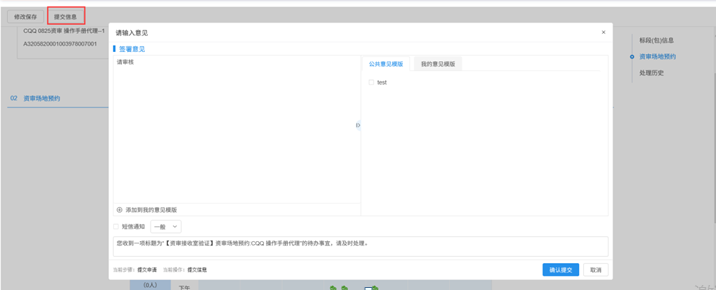 修改保存 提交信息
CQQ 0825资审 操作手册代理-1
A3205820001003978007001
02 资审场地预约
请输入意见
签署意见
请审核
公共意见模版 我的意见模版
test
添加到我的意见模版
短信通知 一般
您收到一项标题为"【资审接收室验证】资审场地预约:CQQ 操作手册代理"的待办事宜，请及时处理。
当前步骤：提交申请 当前操作：提交信息
确认提交 取消
标段(包)信息
资审场地预约
处理历史
(0人) 下午